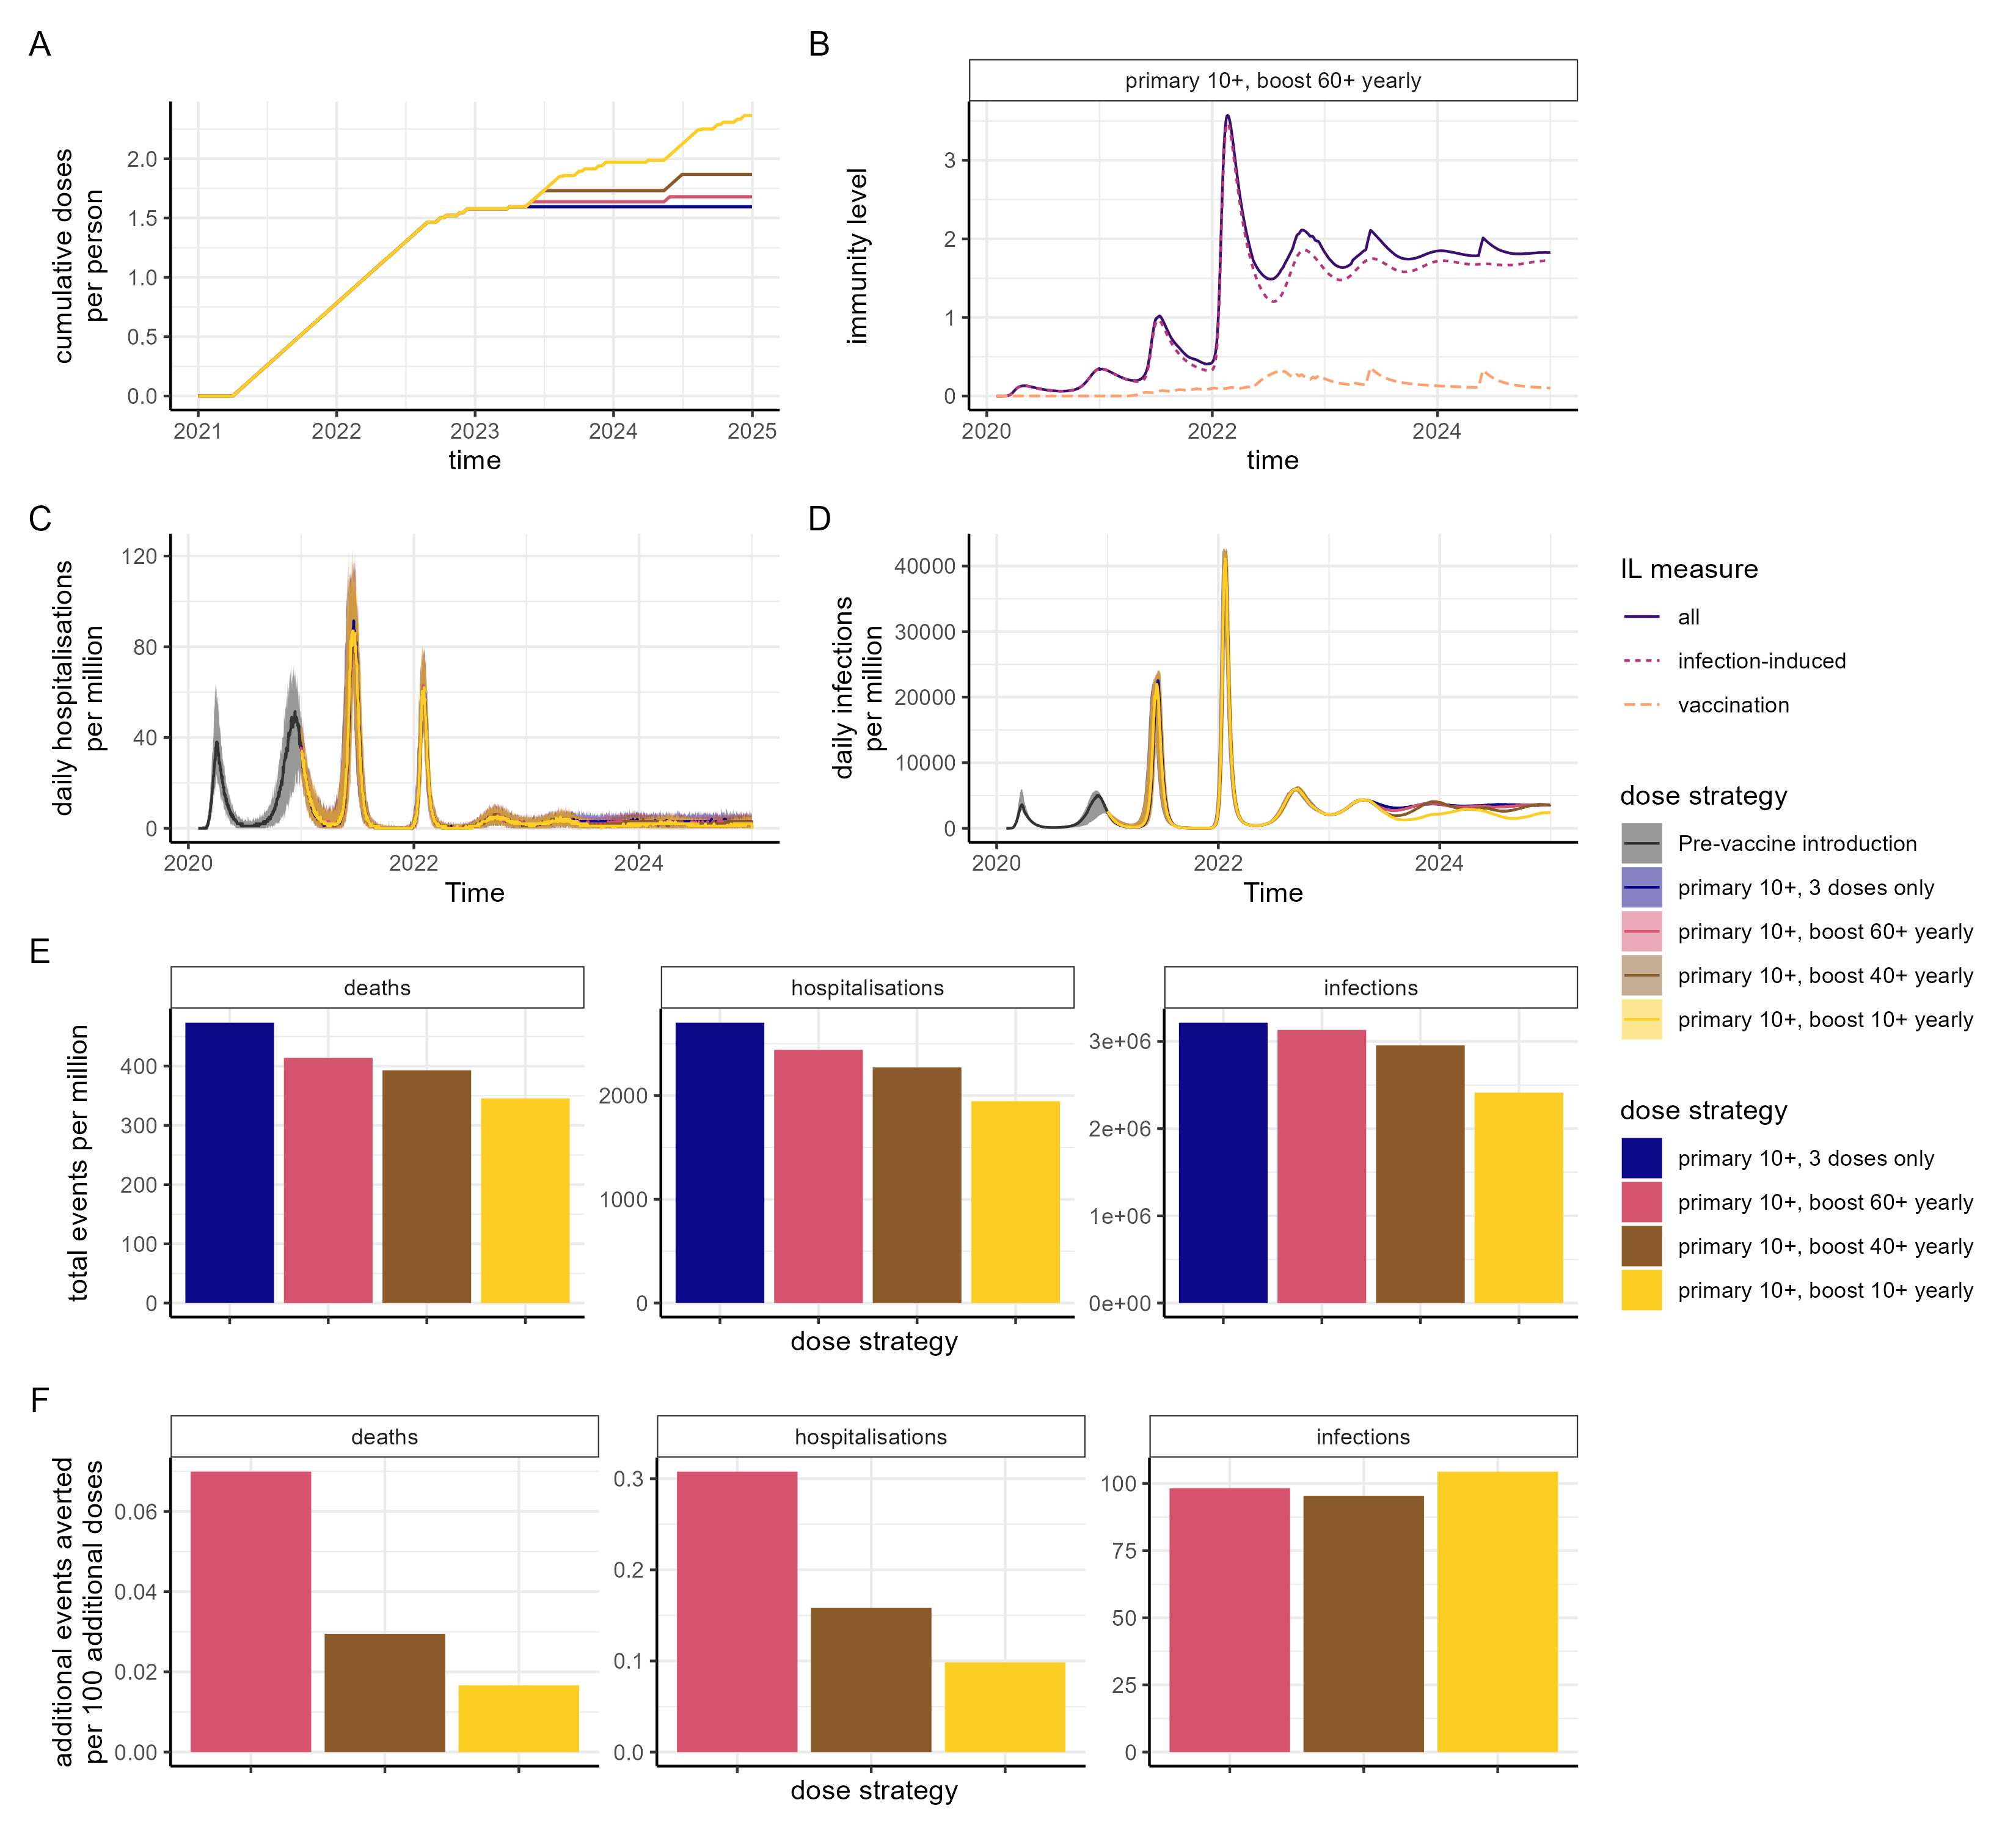 A
cumulative doses
per person
2.0
1.5
1.0
0.5
0.0
2021
2022
2023
2024
2025
time
B
primary 10+, boost 60+ yearly
immunity level
3
2
1
0
2020
2022
2024
time
C
daily hospitalisations
per million
120
80
40
0
2020
2022
2024
Time
D
daily infections
per million
40000
30000
20000
10000
0
2020
2022
2024
Time
IL measure
all
infection-induced
vaccination
dose strategy
Pre-vaccine introduction
primary 10+, 3 doses only
primary 10+, boost 60+ yearly
primary 10+, boost 40+ yearly
primary 10+, boost 10+ yearly
dose strategy
primary 10+, 3 doses only
primary 10+, boost 60+ yearly
primary 10+, boost 40+ yearly
primary 10+, boost 10+ yearly
E
total events per million
deaths
400
300
200
100
0
hospitalisations
2000
1000
0
infections
3e+06
2e+06
1e+06
0e+00
dose strategy
F
additional events averted
per 100 additional doses
deaths
0.06
0.04
0.02
0.00
hospitalisations
0.3
0.2
0.1
0.0
infections
100
75
50
25
0
dose strategy